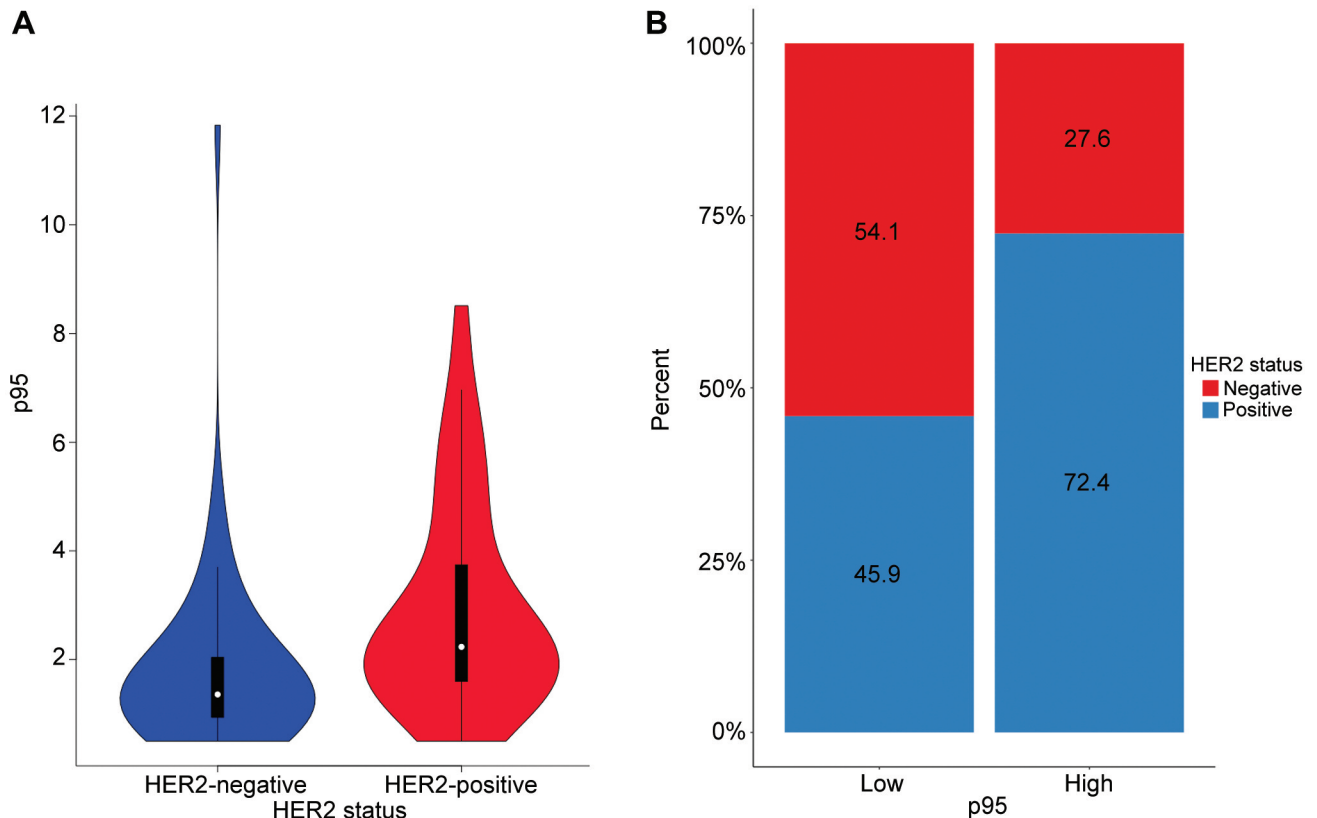 A
12
10
8
6
4
2
p95
HER2-negative
HER2-positive
HER2 status
B
100%
75%
50%
25%
0%
Percent
54.1
45.9
27.6
72.4
Low
High
p95
HER2 status
Negative
Positive